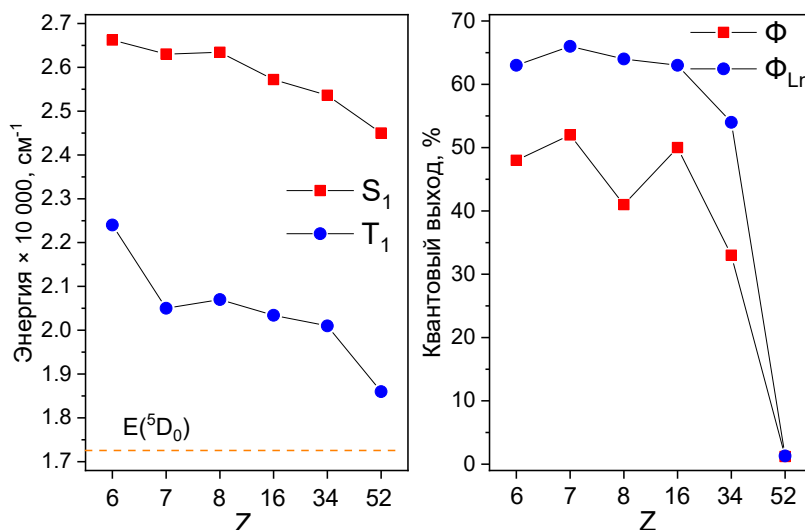 2.7
2.6
2.5
2.4
2.3
2.2
2.1
2.0
1.9
1.8
1.7
Энергия × 10 000, см⁻¹
S₁
T₁
E(⁵D₀)
6 7 8 16 34 52
Z
70
60
50
40
30
20
10
0
Квантовый выход, %
Φ
Φ_Ln
6 7 8 16 34 52
Z